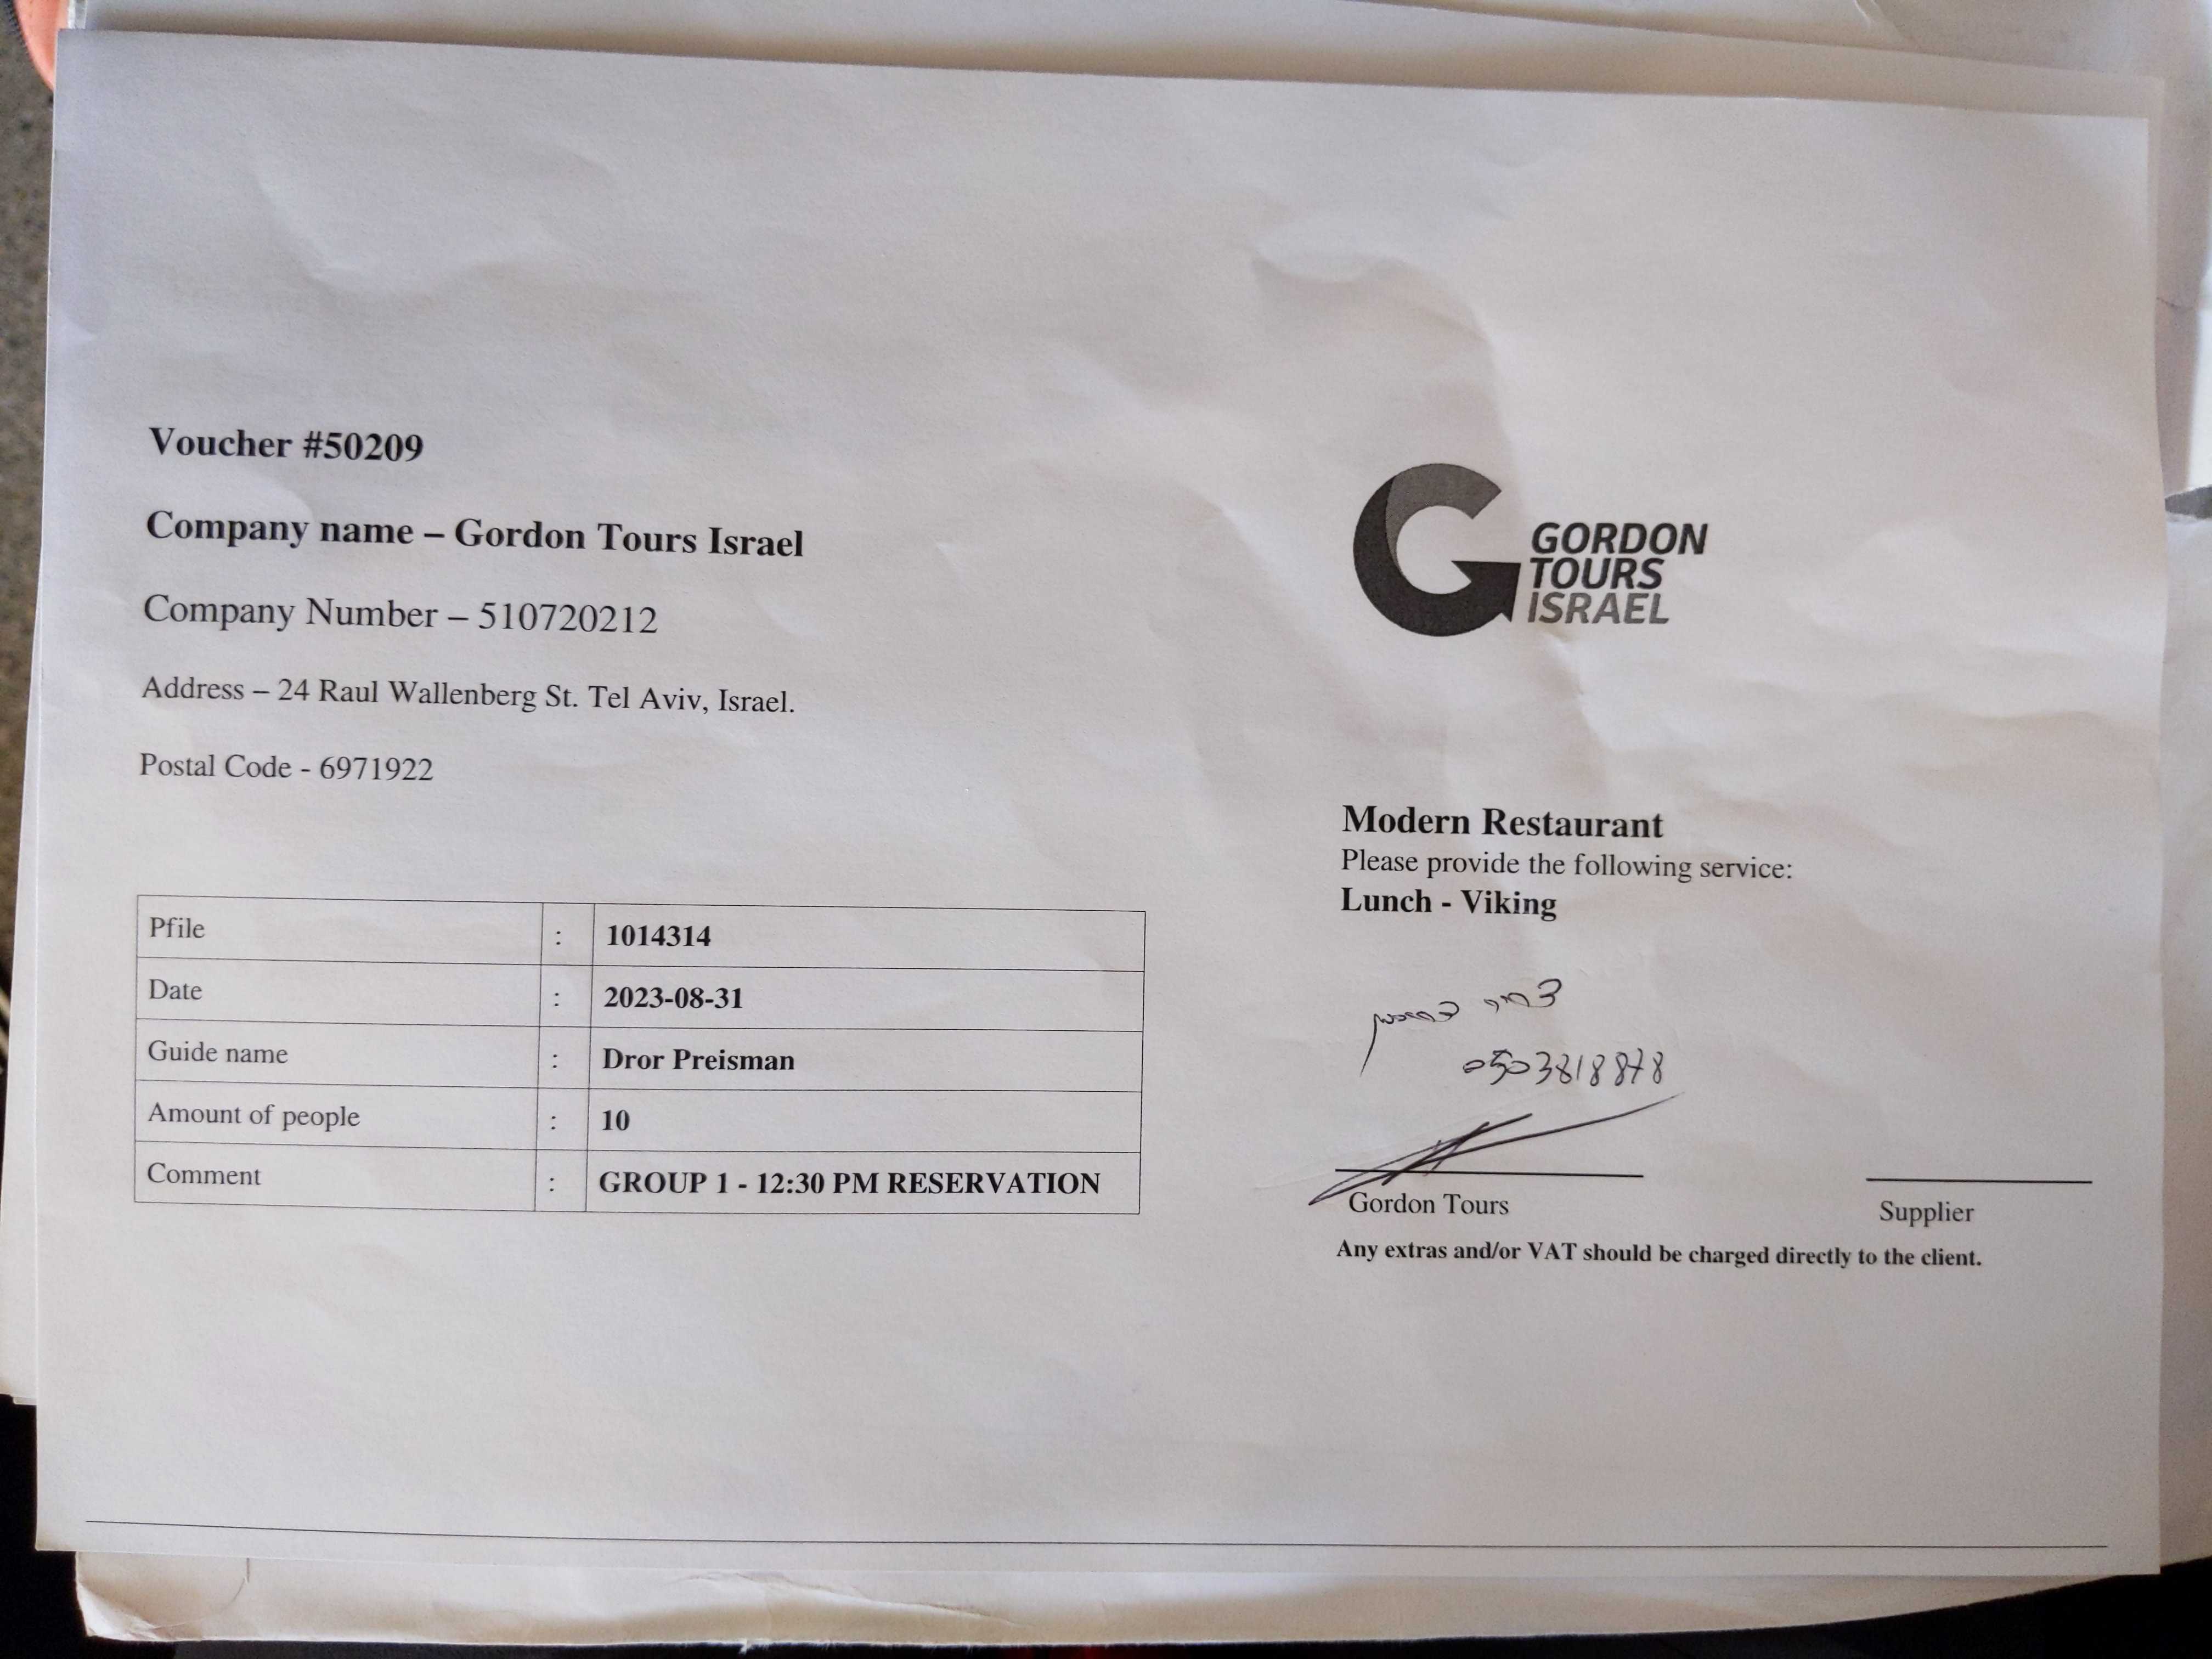 Voucher #50209
Company name – Gordon Tours Israel
Company Number – 510720212
Address – 24 Raul Wallenberg St. Tel Aviv, Israel.
Postal Code - 6971922
GORDON
TOURS
ISRAEL
Pfile : 1014314
Date : 2023-08-31
Guide name : Dror Preisman
Amount of people : 10
Comment : GROUP 1 - 12:30 PM RESERVATION
Modern Restaurant
Please provide the following service:
Lunch - Viking
0503818878
Gordon Tours
Supplier
Any extras and/or VAT should be charged directly to the client.